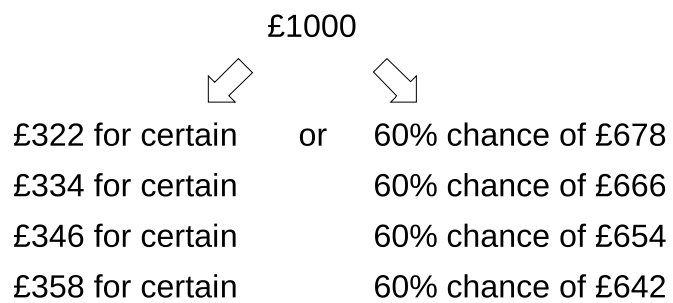 £1000
£322 for certain or 60% chance of £678
£334 for certain 60% chance of £666
£346 for certain 60% chance of £654
£358 for certain 60% chance of £642